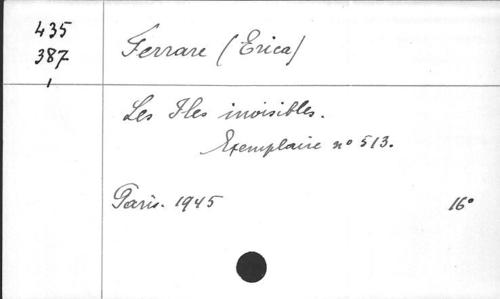 435
387
1
Ferrare (Erica)
Les Iles invisibles.
Exemplaire n° 513.
Paris. 1945
16°